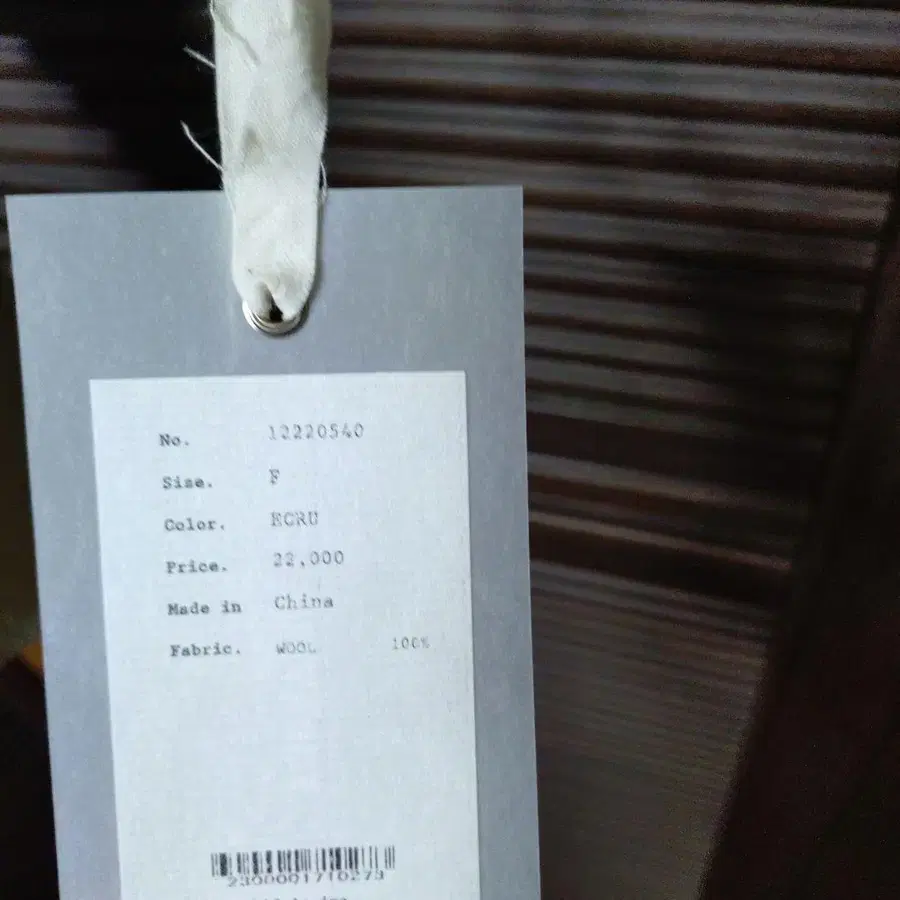 No. 12220540
Size. F
Color. ECRU
Price. 22,000
Made in China
Fabric. WOOL 100%
2300001710273